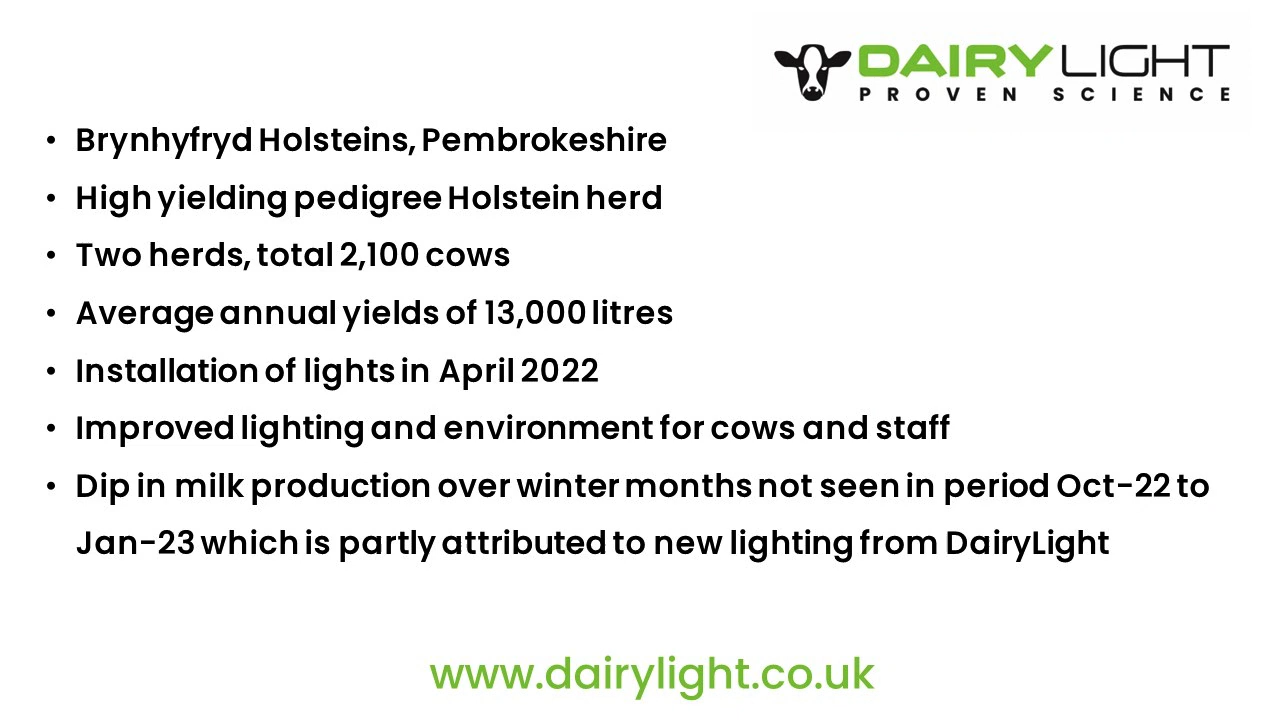 DAIRYLIGHT
PROVEN SCIENCE
• Brynhyfryd Holsteins, Pembrokeshire
• High yielding pedigree Holstein herd
• Two herds, total 2,100 cows
• Average annual yields of 13,000 litres
• Installation of lights in April 2022
• Improved lighting and environment for cows and staff
• Dip in milk production over winter months not seen in period Oct-22 to
Jan-23 which is partly attributed to new lighting from DairyLight
www.dairylight.co.uk